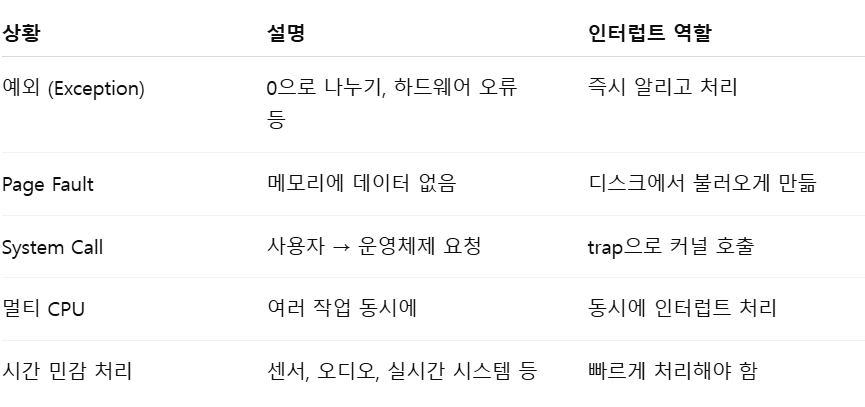 상황 설명 인터럽트 역할
예외 (Exception) 0으로 나누기, 하드웨어 오류 즉시 알리고 처리
등
Page Fault 메모리에 데이터 없음 디스크에서 불러오게 만듦
System Call 사용자 → 운영체제 요청 trap으로 커널 호출
멀티 CPU 여러 작업 동시에 동시에 인터럽트 처리
시간 민감 처리 센서, 오디오, 실시간 시스템 등 빠르게 처리해야 함